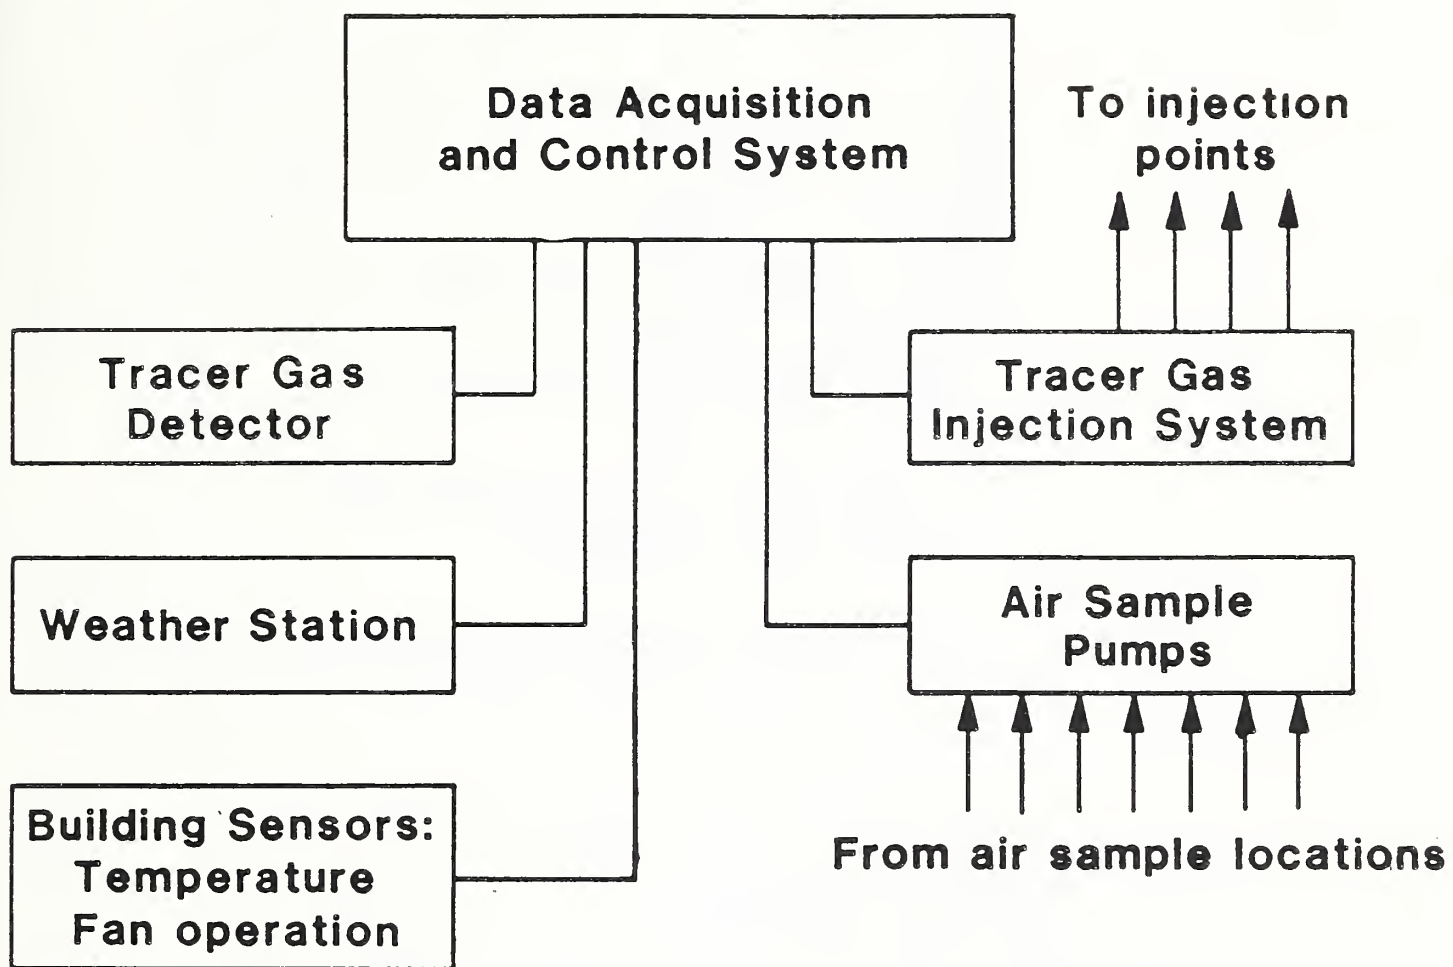 Data Acquisition
and Control System
To injection
points
Tracer Gas
Detector
Tracer Gas
Injection System
Weather Station
Air Sample
Pumps
Building Sensors:
Temperature
Fan operation
From air sample locations